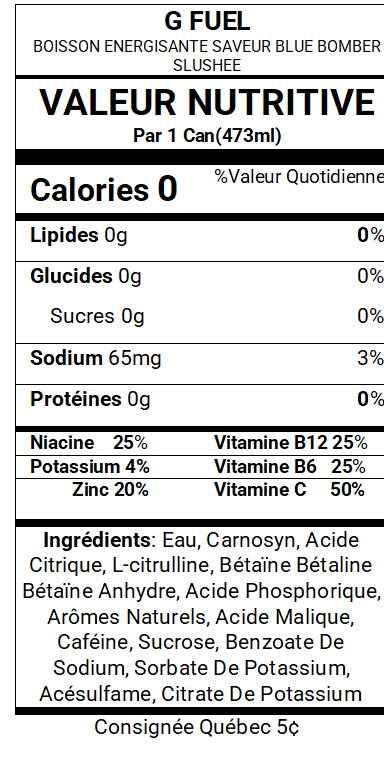 G FUEL
BOISSON ENERGISANTE SAVEUR BLUE BOMBER
SLUSHEE
VALEUR NUTRITIVE
Par 1 Can(473ml)
%Valeur Quotidienne
Calories 0
Lipides 0g 0%
Glucides 0g 0%
Sucres 0g 0%
Sodium 65mg 3%
Protéines 0g 0%
Niacine 25% Vitamine B12 25%
Potassium 4% Vitamine B6 25%
Zinc 20% Vitamine C 50%
Ingrédients: Eau, Carnosyn, Acide
Citrique, L-citrulline, Bétaïne Bétaline
Bétaïne Anhydre, Acide Phosphorique,
Arômes Naturels, Acide Malique,
Caféine, Sucrose, Benzoate De
Sodium, Sorbate De Potassium,
Acésulfame, Citrate De Potassium
Consignée Québec 5¢